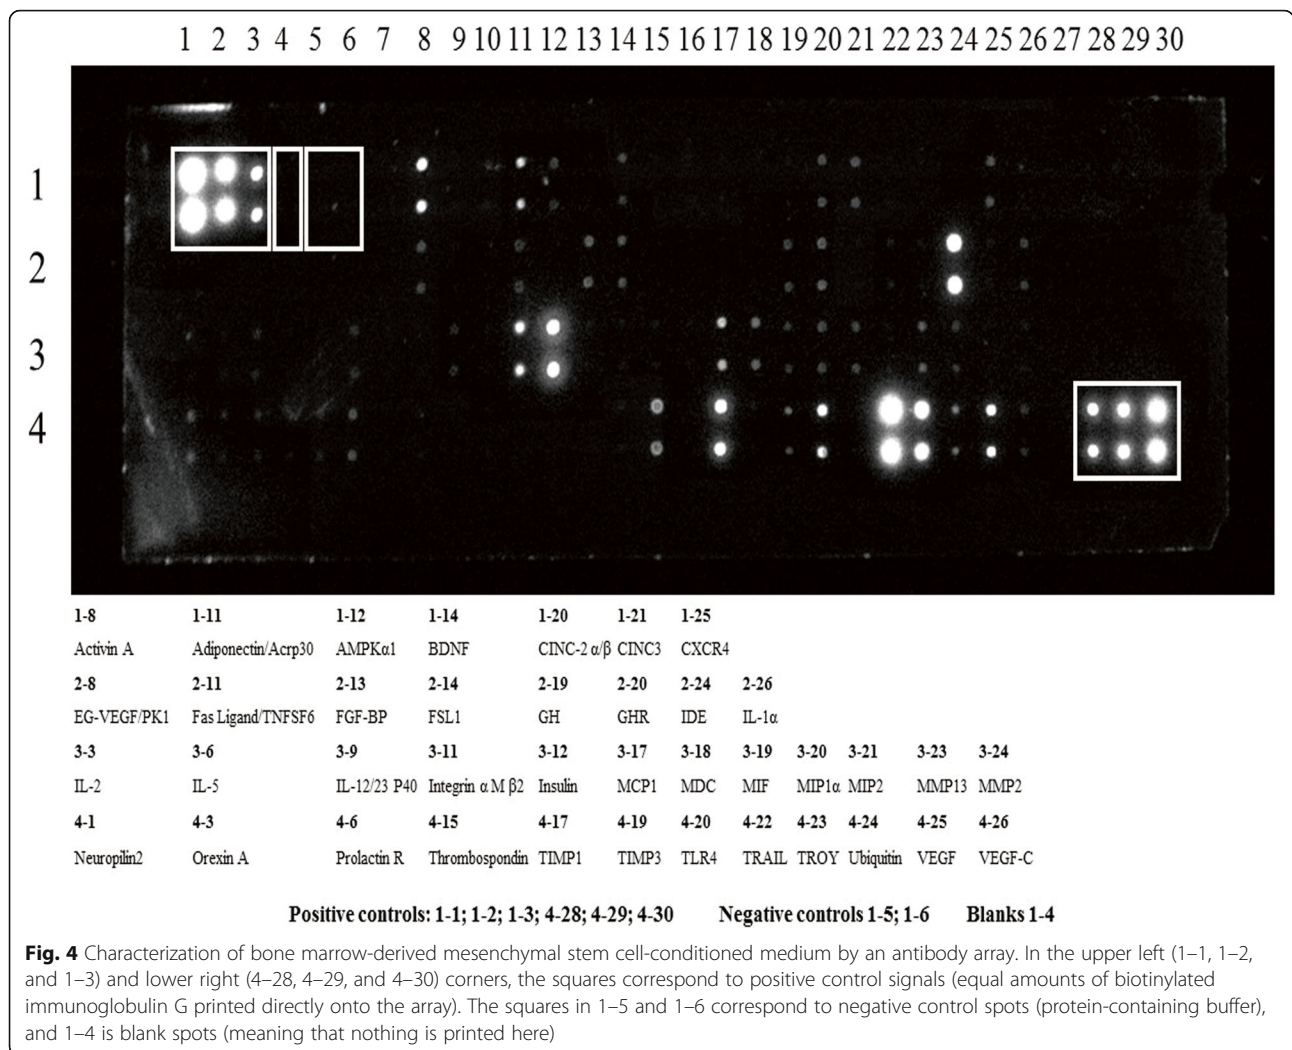 1 2 3 4 5 6 7 8 9 10 11 12 13 14 15 16 17 18 19 20 21 22 23 24 25 26 27 28 29 30
1
2
3
4
1-8 1-11 1-12 1-14 1-20 1-21 1-25
Activin A Adiponectin/Acrp30 AMPKα1 BDNF CINC-2 α/β CINC3 CXCR4
2-8 2-11 2-13 2-14 2-19 2-20 2-24 2-26
EG-VEGF/PK1 Fas Ligand/TNFSF6 FGF-BP FSL1 GH GHR IDE IL-1α
3-3 3-6 3-9 3-11 3-12 3-17 3-18 3-19 3-20 3-21 3-23 3-24
IL-2 IL-5 IL-12/23 P40 Integrin α M β2 Insulin MCP1 MDC MIF MIP1α MIP2 MMP13 MMP2
4-1 4-3 4-6 4-15 4-17 4-19 4-20 4-22 4-23 4-24 4-25 4-26
Neuropilin2 Orexin A Prolactin R Thrombospondin TIMP1 TIMP3 TLR4 TRAIL TROY Ubiquitin VEGF VEGF-C
Positive controls: 1-1; 1-2; 1-3; 4-28; 4-29; 4-30 Negative controls 1-5; 1-6 Blanks 1-4
Fig. 4 Characterization of bone marrow-derived mesenchymal stem cell-conditioned medium by an antibody array. In the upper left (1–1, 1–2,
and 1–3) and lower right (4–28, 4–29, and 4–30) corners, the squares correspond to positive control signals (equal amounts of biotinylated
immunoglobulin G printed directly onto the array). The squares in 1–5 and 1–6 correspond to negative control spots (protein-containing buffer),
and 1–4 is blank spots (meaning that nothing is printed here)